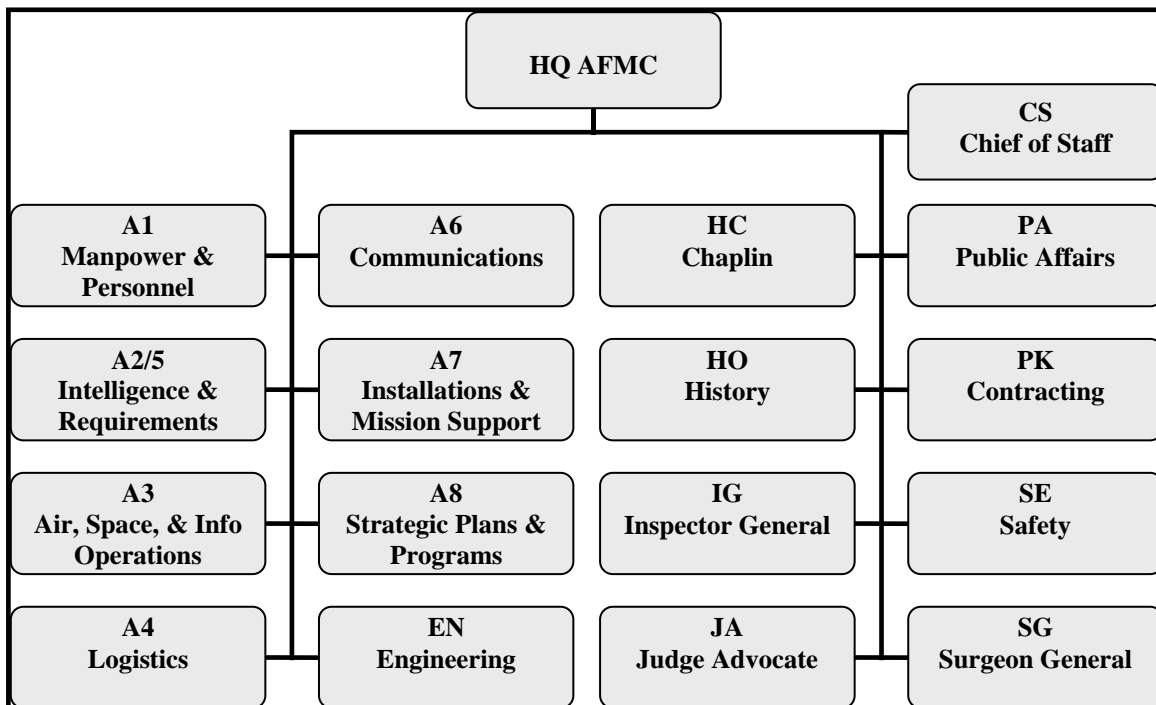 HQ AFMC
CS
Chief of Staff
A1
Manpower &
Personnel
A6
Communications
HC
Chaplin
PA
Public Affairs
A2/5
Intelligence &
Requirements
A7
Installations &
Mission Support
HO
History
PK
Contracting
A3
Air, Space, & Info
Operations
A8
Strategic Plans &
Programs
IG
Inspector General
SE
Safety
A4
Logistics
EN
Engineering
JA
Judge Advocate
SG
Surgeon General